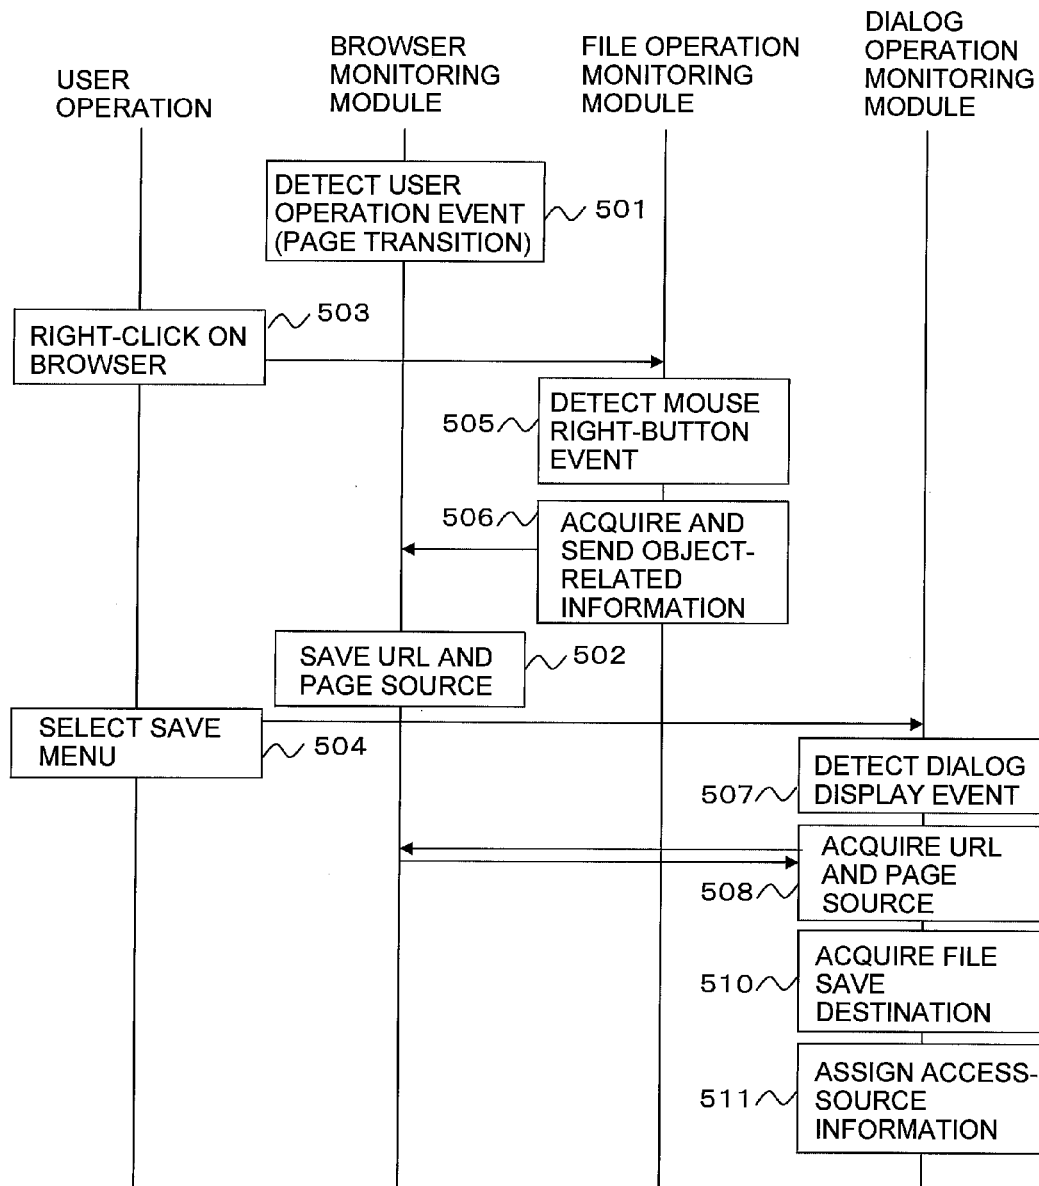 USER
OPERATION
BROWSER
MONITORING
MODULE
FILE OPERATION
MONITORING
MODULE
DIALOG
OPERATION
MONITORING
MODULE
DETECT USER
OPERATION EVENT
(PAGE TRANSITION)
501
503
RIGHT-CLICK ON
BROWSER
505
DETECT MOUSE
RIGHT-BUTTON
EVENT
506
ACQUIRE AND
SEND OBJECT-
RELATED
INFORMATION
SAVE URL AND
PAGE SOURCE
502
SELECT SAVE
MENU
504
DETECT DIALOG
DISPLAY EVENT
507
ACQUIRE URL
AND PAGE
SOURCE
508
ACQUIRE FILE
SAVE
DESTINATION
510
ASSIGN ACCESS-
SOURCE
INFORMATION
511